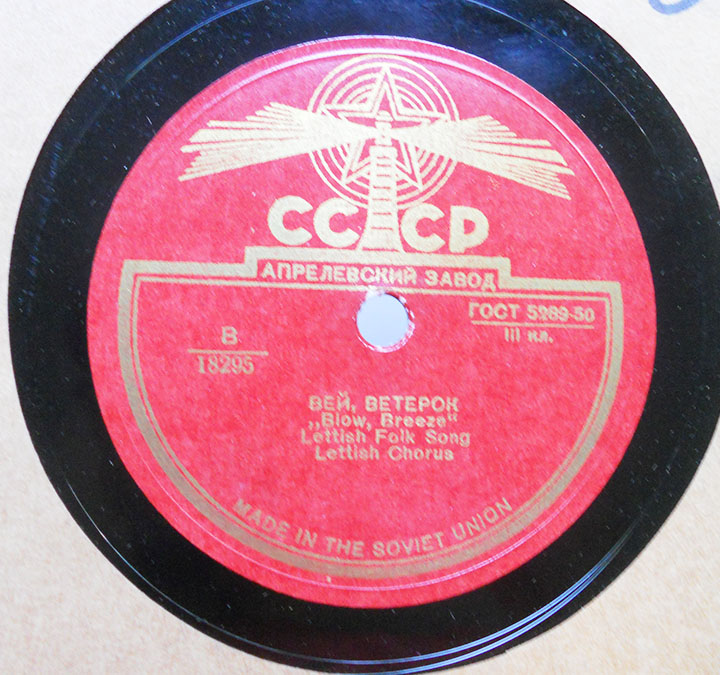 СССР
АПРЕЛЕВСКИЙ ЗАВОД
ГОСТ 5289-50
III кл.
В
18295
ВЕЙ, ВЕТЕРОК
„Blow, Breeze“
Lettish Folk Song
Lettish Chorus
MADE IN THE SOVIET UNION